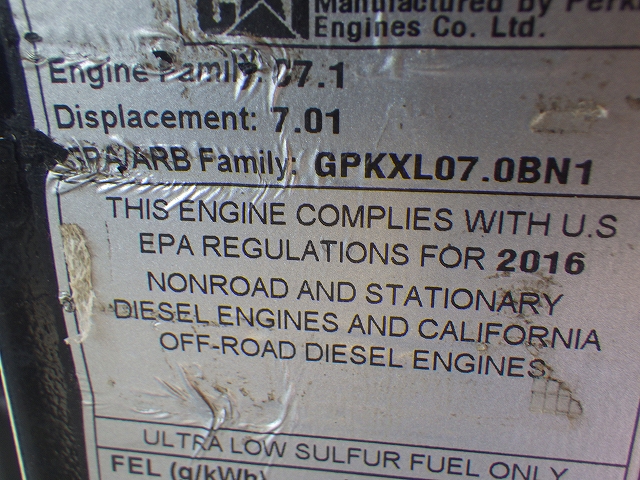 CAT Manufactured by Perk
Engines Co. Ltd.
Engine Family: C7.1
Displacement: 7.01
EPA/ARB Family: GPKXL07.0BN1
THIS ENGINE COMPLIES WITH U.S
EPA REGULATIONS FOR 2016
NONROAD AND STATIONARY
DIESEL ENGINES AND CALIFORNIA
OFF-ROAD DIESEL ENGINES.
ULTRA LOW SULFUR FUEL ONLY
FEL (g/kWh)